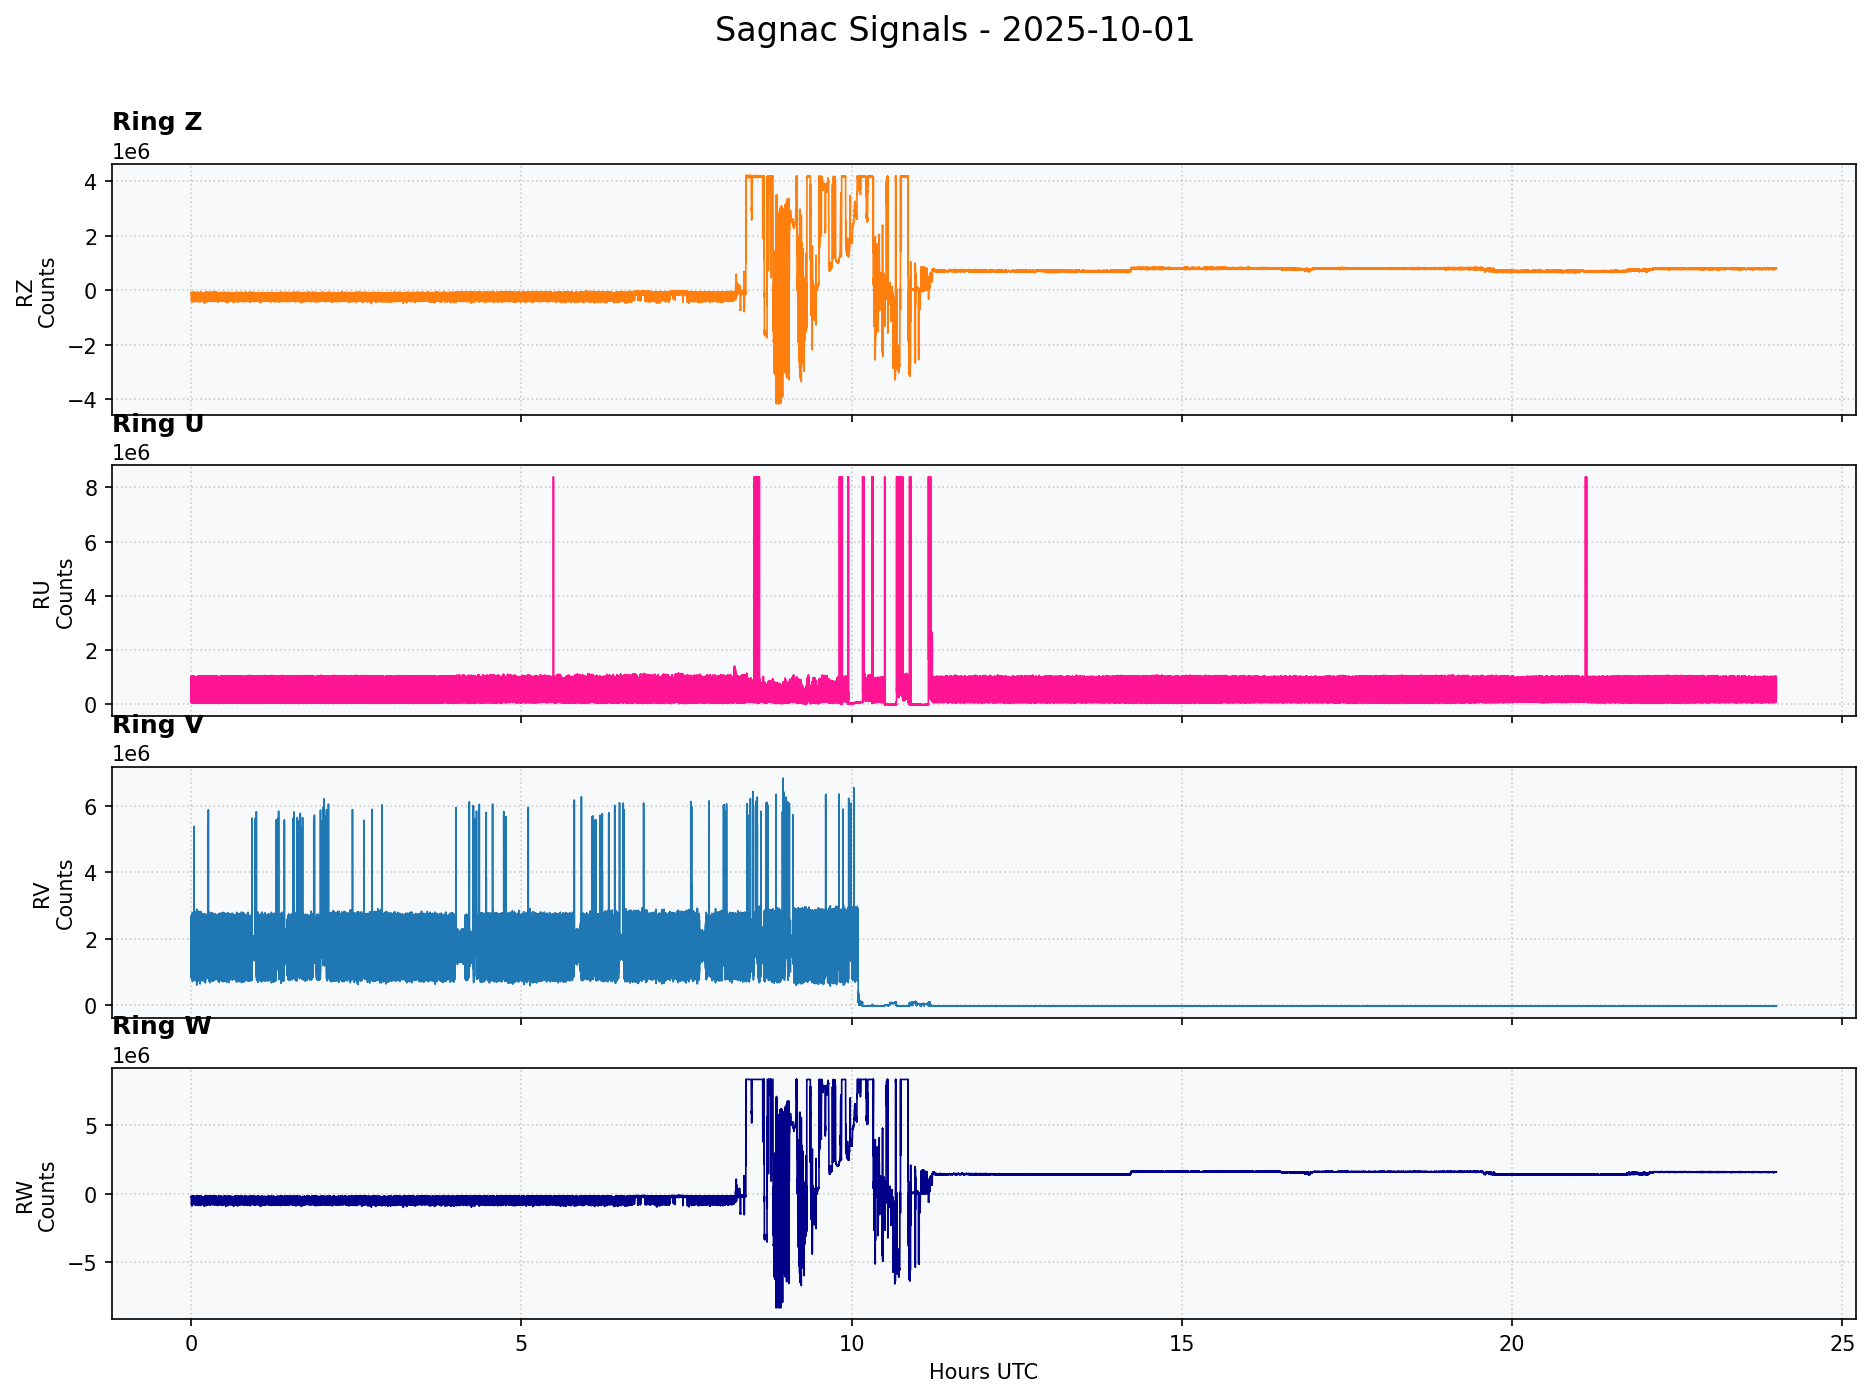 Sagnac Signals - 2025-10-01
Ring Z
1e6
4
2
0
−2
−4
RZ
Counts
Ring U
1e6
8
6
4
2
0
RU
Counts
Ring V
1e6
6
4
2
0
RV
Counts
Ring W
1e6
5
0
−5
RW
Counts
0 5 10 15 20 25
Hours UTC